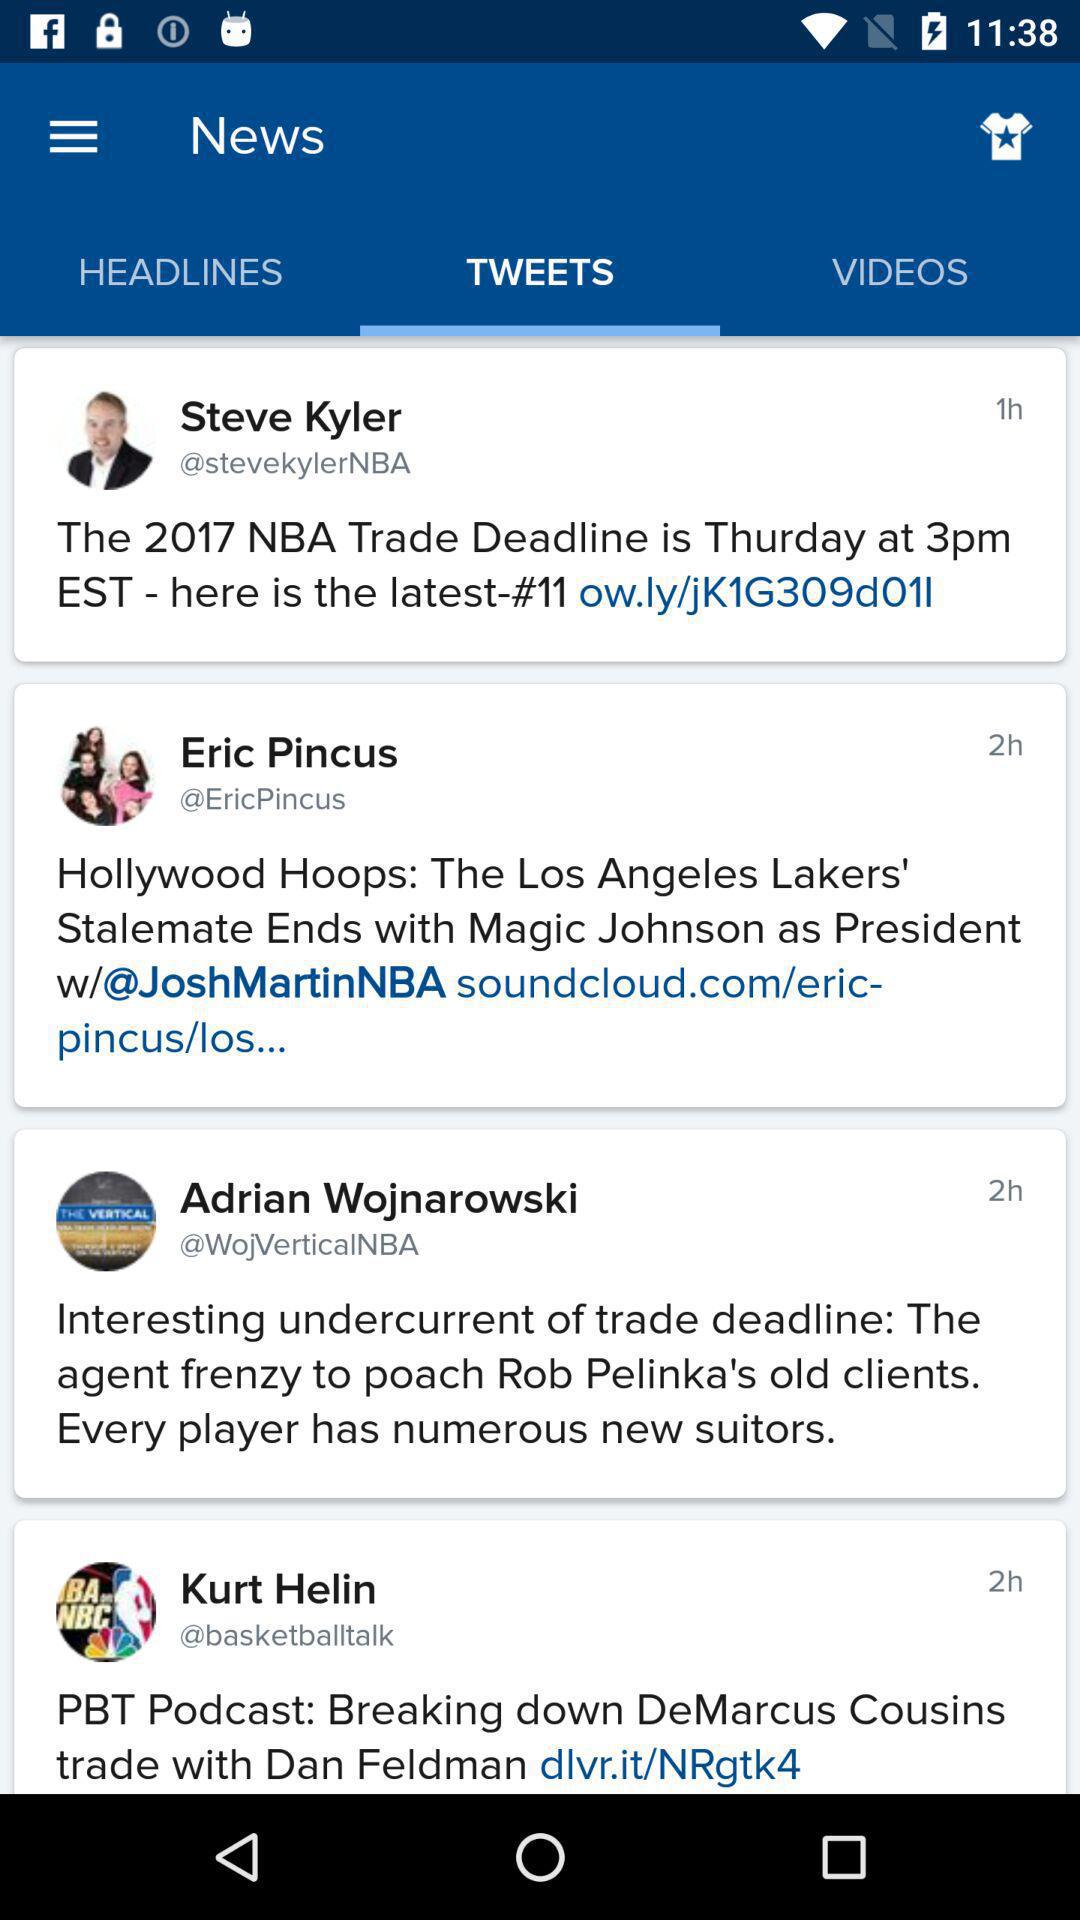 11:38
News
HEADLINES TWEETS VIDEOS
Steve Kyler 1h
@stevekylerNBA
The 2017 NBA Trade Deadline is Thurday at 3pm
EST - here is the latest-#11 ow.ly/jK1G309d01I
Eric Pincus 2h
@EricPincus
Hollywood Hoops: The Los Angeles Lakers'
Stalemate Ends with Magic Johnson as President
w/@JoshMartinNBA soundcloud.com/eric-
pincus/los...
THE VERTICAL
Adrian Wojnarowski 2h
@WojVerticalNBA
Interesting undercurrent of trade deadline: The
agent frenzy to poach Rob Pelinka's old clients.
Every player has numerous new suitors.
NBC
Kurt Helin 2h
@basketballtalk
PBT Podcast: Breaking down DeMarcus Cousins
trade with Dan Feldman dlvr.it/NRgtk4